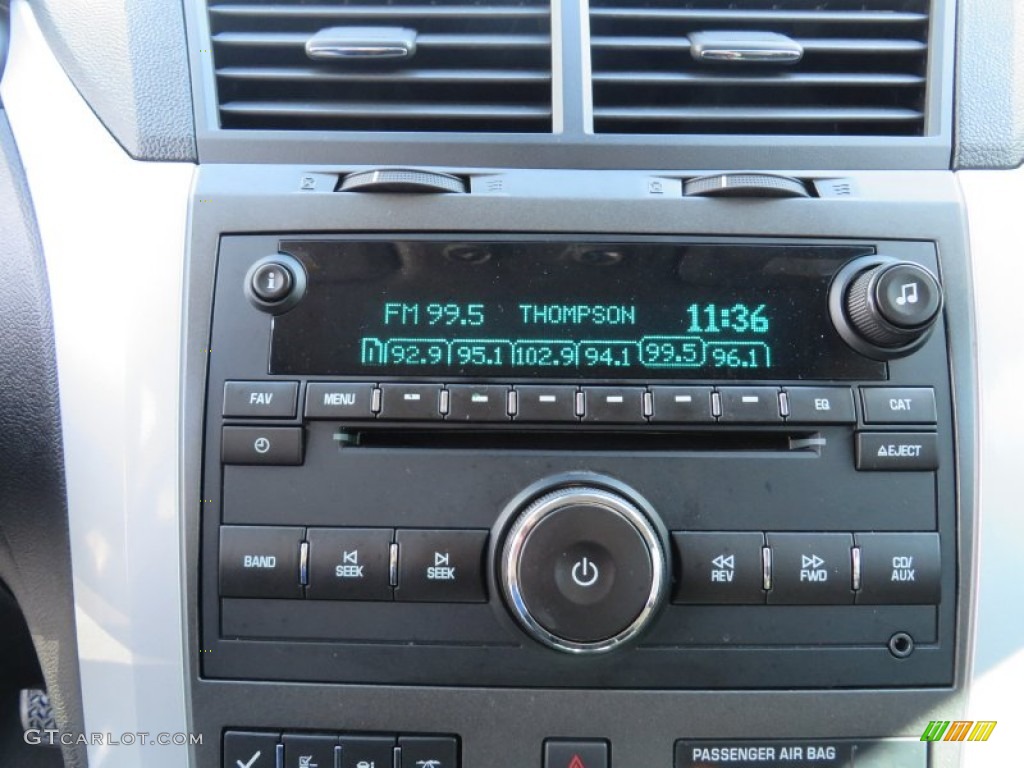 FM 99.5 THOMPSON 11:36
1 92.9 95.1 102.9 94.1 99.5 96.1
FAV MENU EQ CAT
EJECT
BAND SEEK SEEK REV FWD CD/
AUX
PASSENGER AIR BAG
GTCARLOT.COM